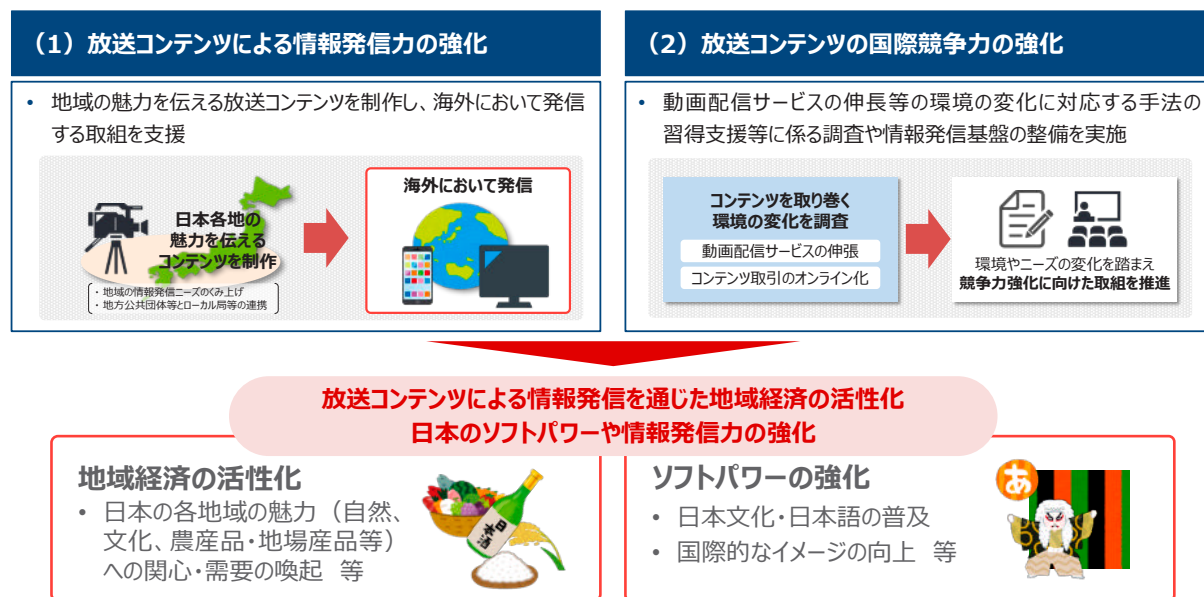 （1）放送コンテンツによる情報発信力の強化
• 地域の魅力を伝える放送コンテンツを制作し、海外において発信
する取組を支援
日本各地の
魅力を伝える
コンテンツを制作
・地域の情報発信ニーズのくみ上げ
・地方公共団体等とローカル局等の連携
海外において発信
（2）放送コンテンツの国際競争力の強化
• 動画配信サービスの伸長等の環境の変化に対応する手法の
習得支援等に係る調査や情報発信基盤の整備を実施
コンテンツを取り巻く
環境の変化を調査
動画配信サービスの伸張
コンテンツ取引のオンライン化
環境やニーズの変化を踏まえ
競争力強化に向けた取組を推進
放送コンテンツによる情報発信を通じた地域経済の活性化
日本のソフトパワーや情報発信力の強化
地域経済の活性化
• 日本の各地域の魅力（自然、
文化、農産品・地場産品等）
への関心・需要の喚起 等
日本酒
ソフトパワーの強化
• 日本文化・日本語の普及
• 国際的なイメージの向上 等
あ